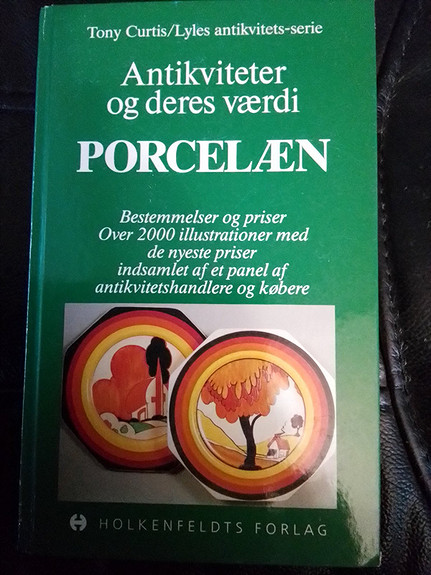 Tony Curtis/Lyles antikvitets-serie
Antikviteter
og deres værdi
PORCELÆN
Bestemmelser og priser
Over 2000 illustrationer med
de nyeste priser
indsamlet af et panel af
antikvitetshandlere og købere
HOLKENFELDTS FORLAG